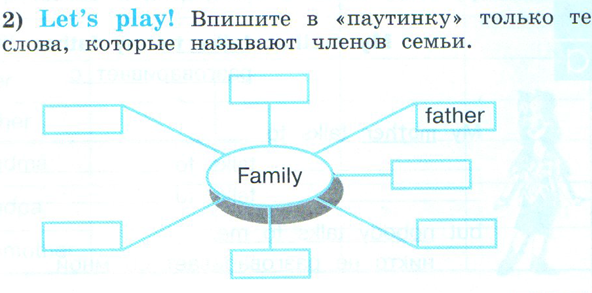 2) Let's play! Впишите в «паутинку» только те
слова, которые называют членов семьи.
father
Family